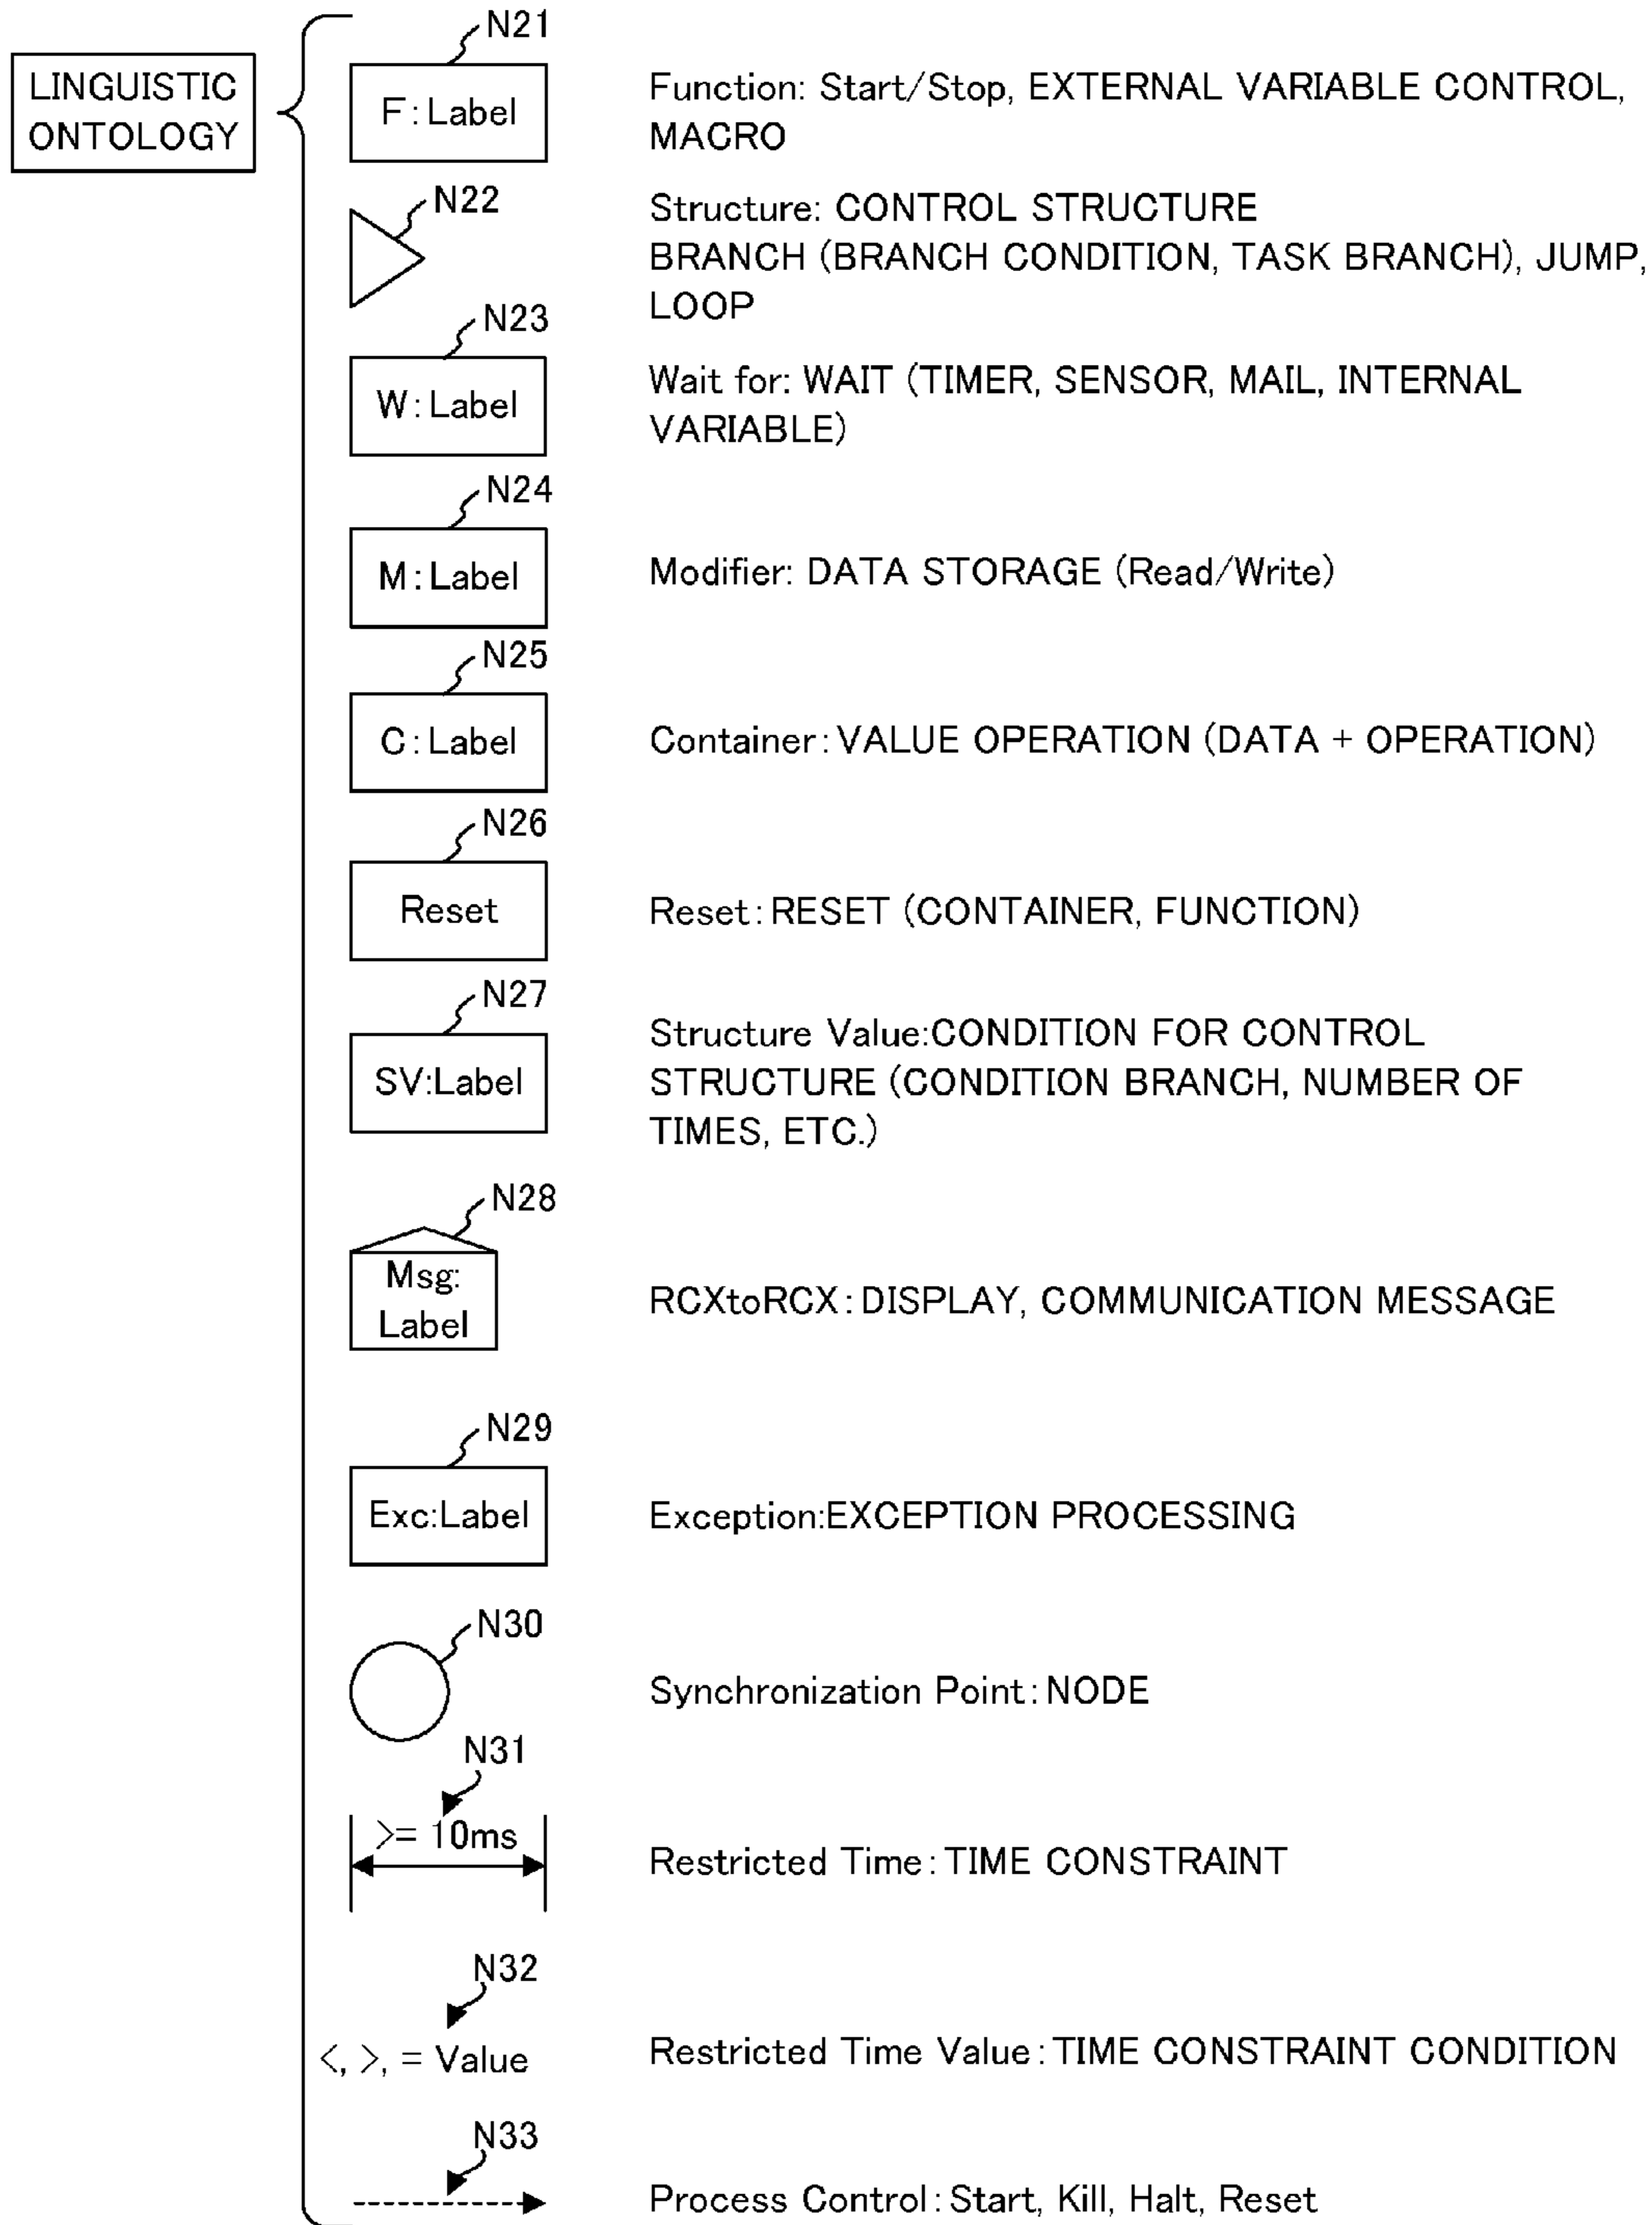 LINGUISTIC
ONTOLOGY
N21
F:Label
Function: Start/Stop, EXTERNAL VARIABLE CONTROL,
MACRO
N22
Structure: CONTROL STRUCTURE
BRANCH (BRANCH CONDITION, TASK BRANCH), JUMP,
LOOP
N23
W:Label
Wait for: WAIT (TIMER, SENSOR, MAIL, INTERNAL
VARIABLE)
N24
M:Label
Modifier: DATA STORAGE (Read/Write)
N25
C:Label
Container: VALUE OPERATION (DATA + OPERATION)
N26
Reset
Reset: RESET (CONTAINER, FUNCTION)
N27
SV:Label
Structure Value:CONDITION FOR CONTROL
STRUCTURE (CONDITION BRANCH, NUMBER OF
TIMES, ETC.)
N28
Msg:
Label
RCXtoRCX: DISPLAY, COMMUNICATION MESSAGE
N29
Exc:Label
Exception:EXCEPTION PROCESSING
N30
Synchronization Point: NODE
N31
>= 10ms
Restricted Time: TIME CONSTRAINT
N32
<, >, = Value
Restricted Time Value: TIME CONSTRAINT CONDITION
N33
Process Control: Start, Kill, Halt, Reset